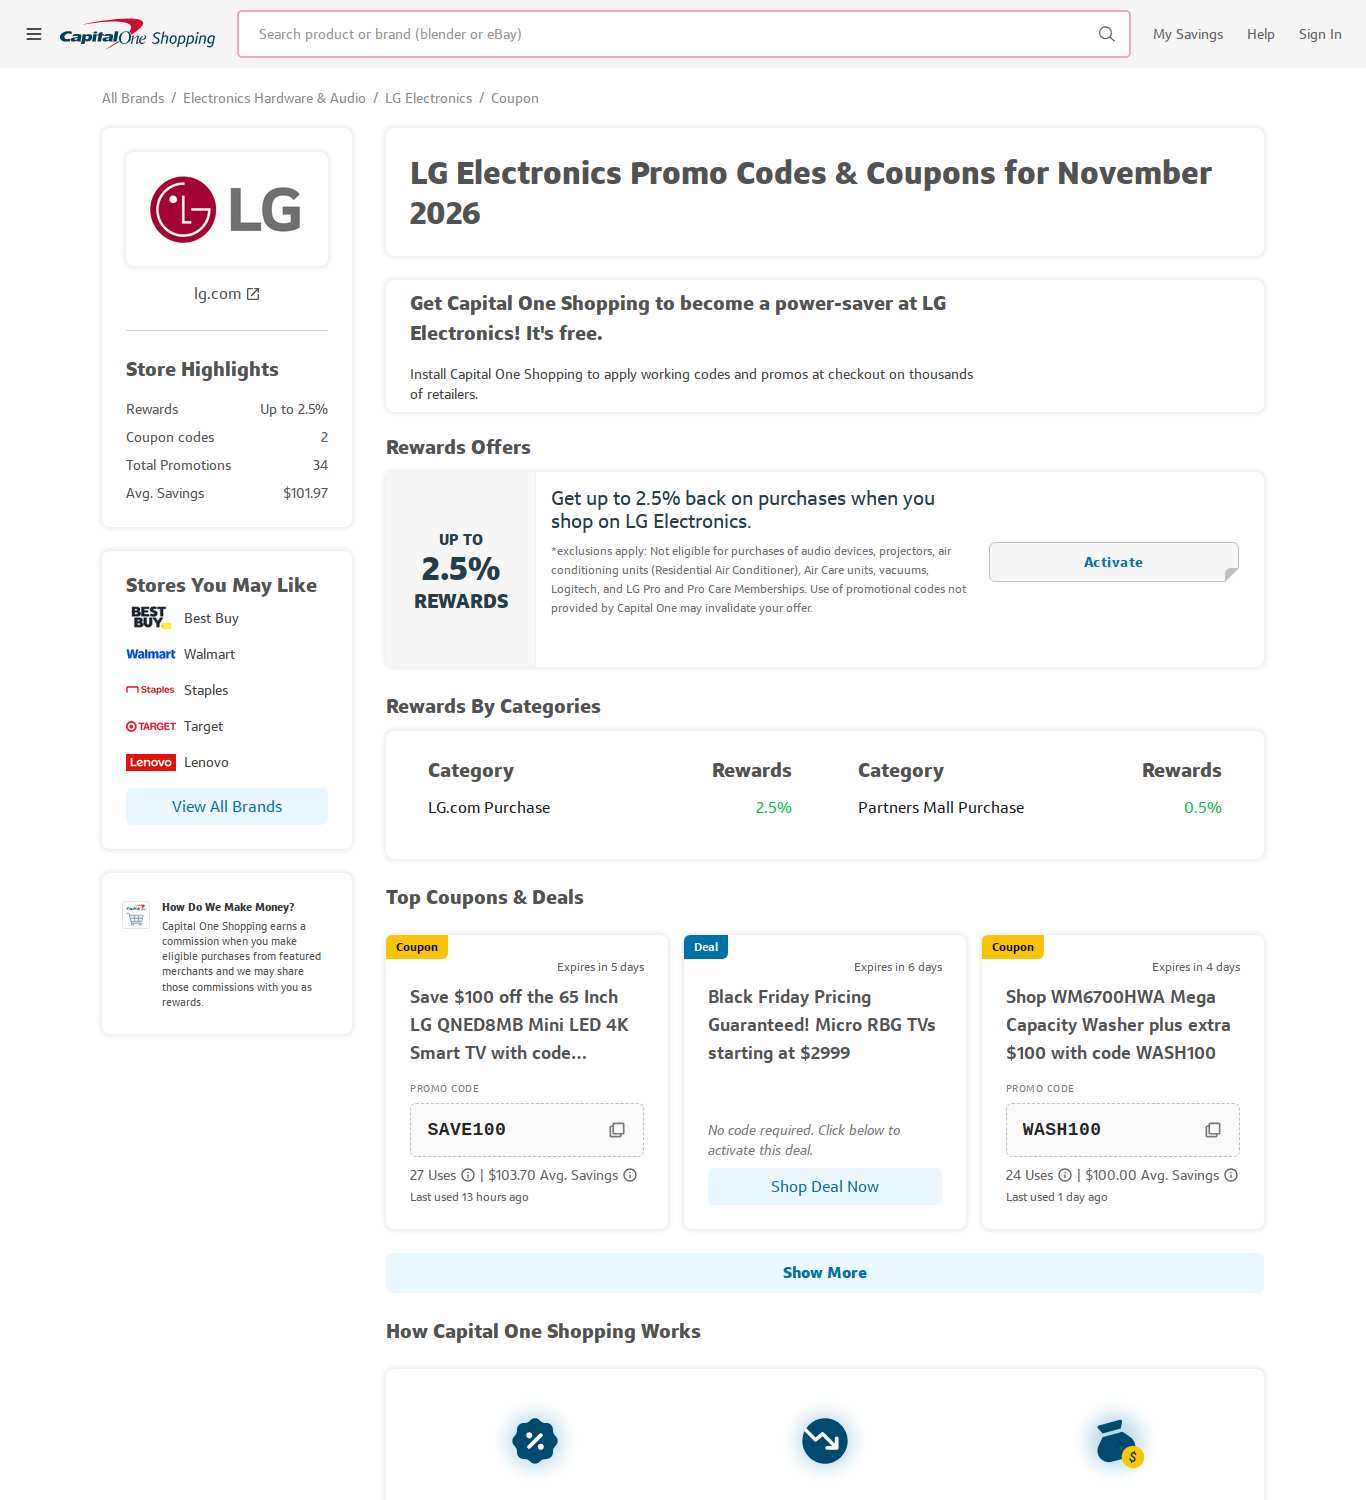 CapitalOne Shopping
Search product or brand (blender or eBay)
My Savings
Help
Sign In
All Brands / Electronics Hardware & Audio / LG Electronics / Coupon
LG
lg.com
Store Highlights
Rewards Up to 2.5%
Coupon codes 2
Total Promotions 34
Avg. Savings $101.97
Stores You May Like
BEST
BUY
Best Buy
Walmart Walmart
Staples Staples
TARGET Target
Lenovo Lenovo
View All Brands
How Do We Make Money?
Capital One Shopping earns a
commission when you make
eligible purchases from featured
merchants and we may share
those commissions with you as
rewards.
LG Electronics Promo Codes & Coupons for November
2026
Get Capital One Shopping to become a power-saver at LG
Electronics! It's free.
Install Capital One Shopping to apply working codes and promos at checkout on thousands
of retailers.
Rewards Offers
UP TO
2.5%
REWARDS
Get up to 2.5% back on purchases when you
shop on LG Electronics.
*exclusions apply: Not eligible for purchases of audio devices, projectors, air
conditioning units (Residential Air Conditioner), Air Care units, vacuums,
Logitech, and LG Pro and Pro Care Memberships. Use of promotional codes not
provided by Capital One may invalidate your offer.
Activate
Rewards By Categories
Category Rewards Category Rewards
LG.com Purchase 2.5% Partners Mall Purchase 0.5%
Top Coupons & Deals
Coupon
Expires in 5 days
Save $100 off the 65 Inch
LG QNED8MB Mini LED 4K
Smart TV with code...
PROMO CODE
SAVE100
27 Uses | $103.70 Avg. Savings
Last used 13 hours ago
Deal
Expires in 6 days
Black Friday Pricing
Guaranteed! Micro RBG TVs
starting at $2999
No code required. Click below to
activate this deal.
Shop Deal Now
Coupon
Expires in 4 days
Shop WM6700HWA Mega
Capacity Washer plus extra
$100 with code WASH100
PROMO CODE
WASH100
24 Uses | $100.00 Avg. Savings
Last used 1 day ago
Show More
How Capital One Shopping Works
%
$